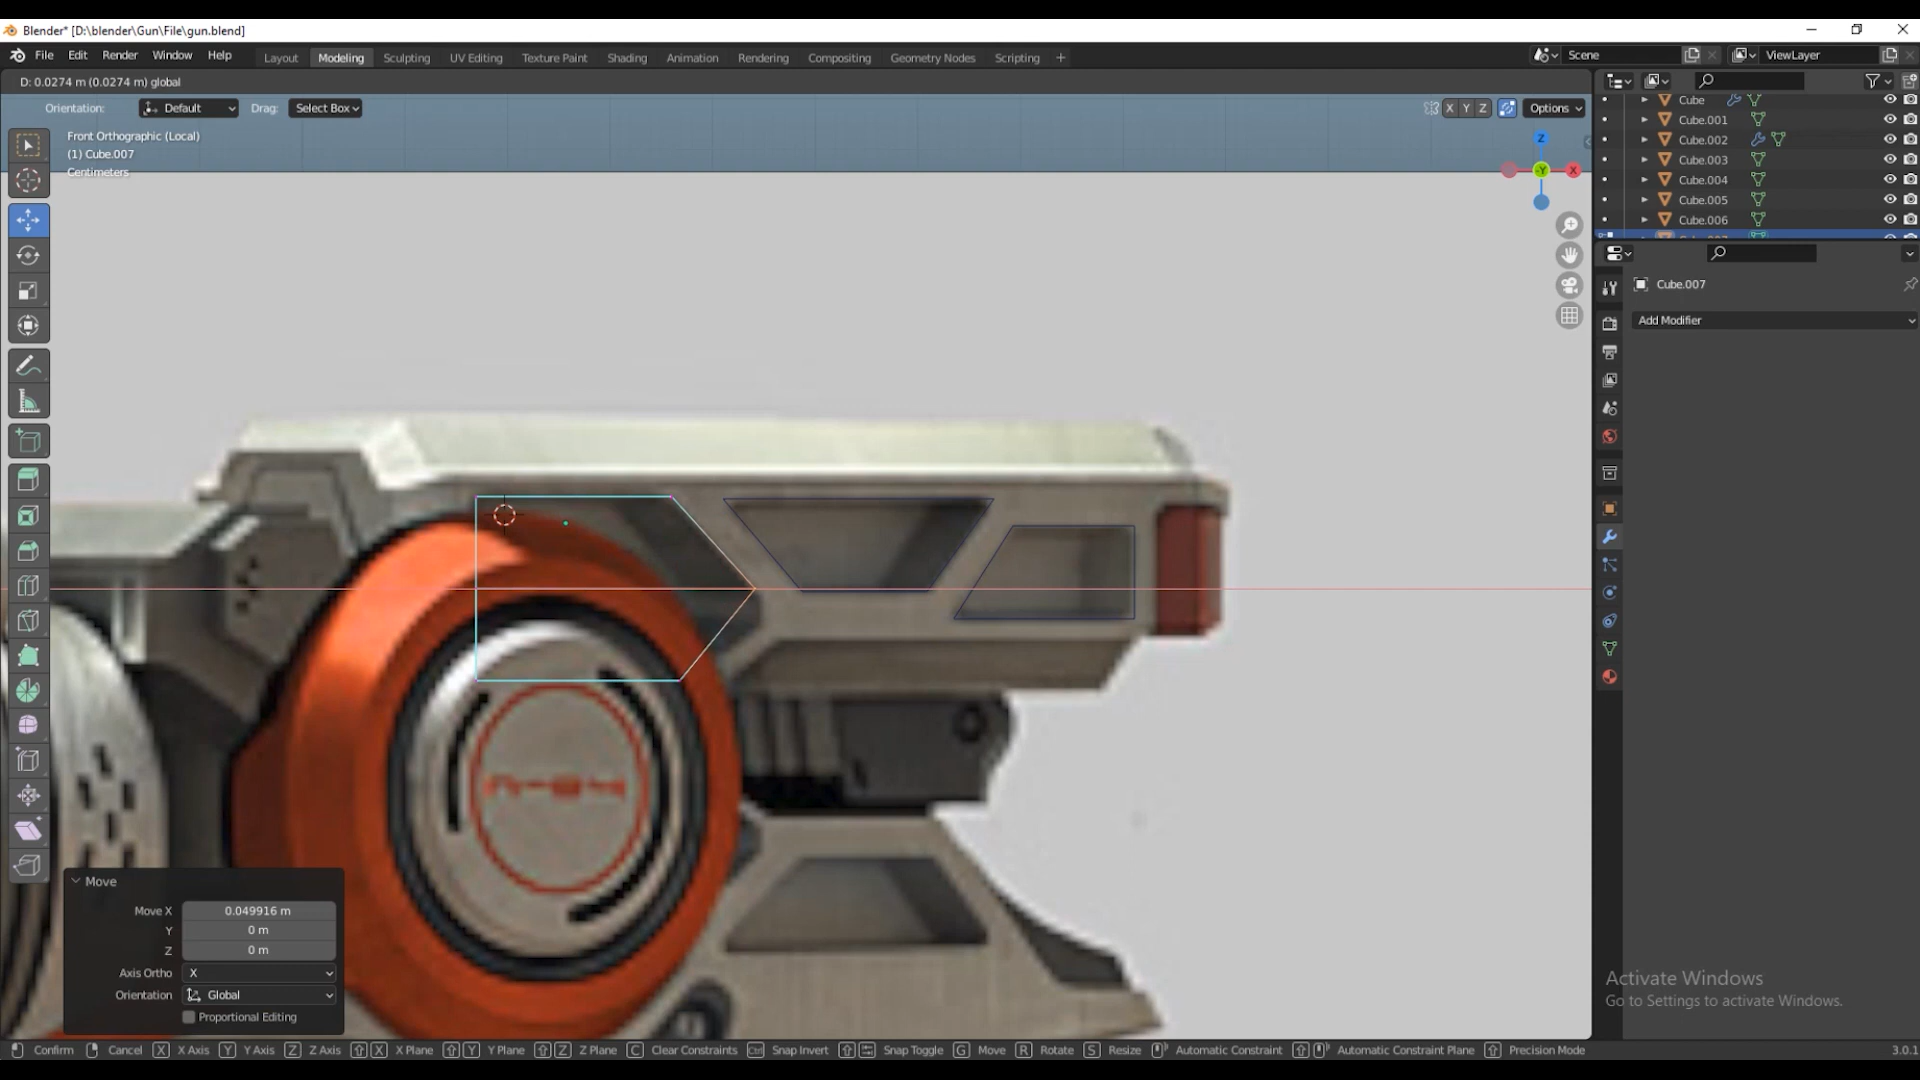 Blender* [D:\blender\Gun\File\gun.blend]
File Edit Render Window Help Layout Modeling Sculpting UV Editing Texture Paint Shading Animation Rendering Compositing Geometry Nodes Scripting + Scene ViewLayer
D: 0.0274 m (0.0274 m) global
Orientation: Default Drag: Select Box X Y Z Options
Front Orthographic (Local)
(1) Cube.007
Centimeters
Z
Y X
Cube
Cube.001
Cube.002
Cube.003
Cube.004
Cube.005
Cube.006
Cube.007
Add Modifier
Move
Move X 0.049916 m
Y 0 m
Z 0 m
Axis Ortho X
Orientation Global
Proportional Editing
Activate Windows
Go to Settings to activate Windows.
Confirm Cancel X X Axis Y Y Axis Z Z Axis X X Plane Y Y Plane Z Z Plane C Clear Constraints Ctrl Snap Invert Snap Toggle G Move R Rotate S Resize Automatic Constraint Automatic Constraint Plane Precision Mode 3.0.1